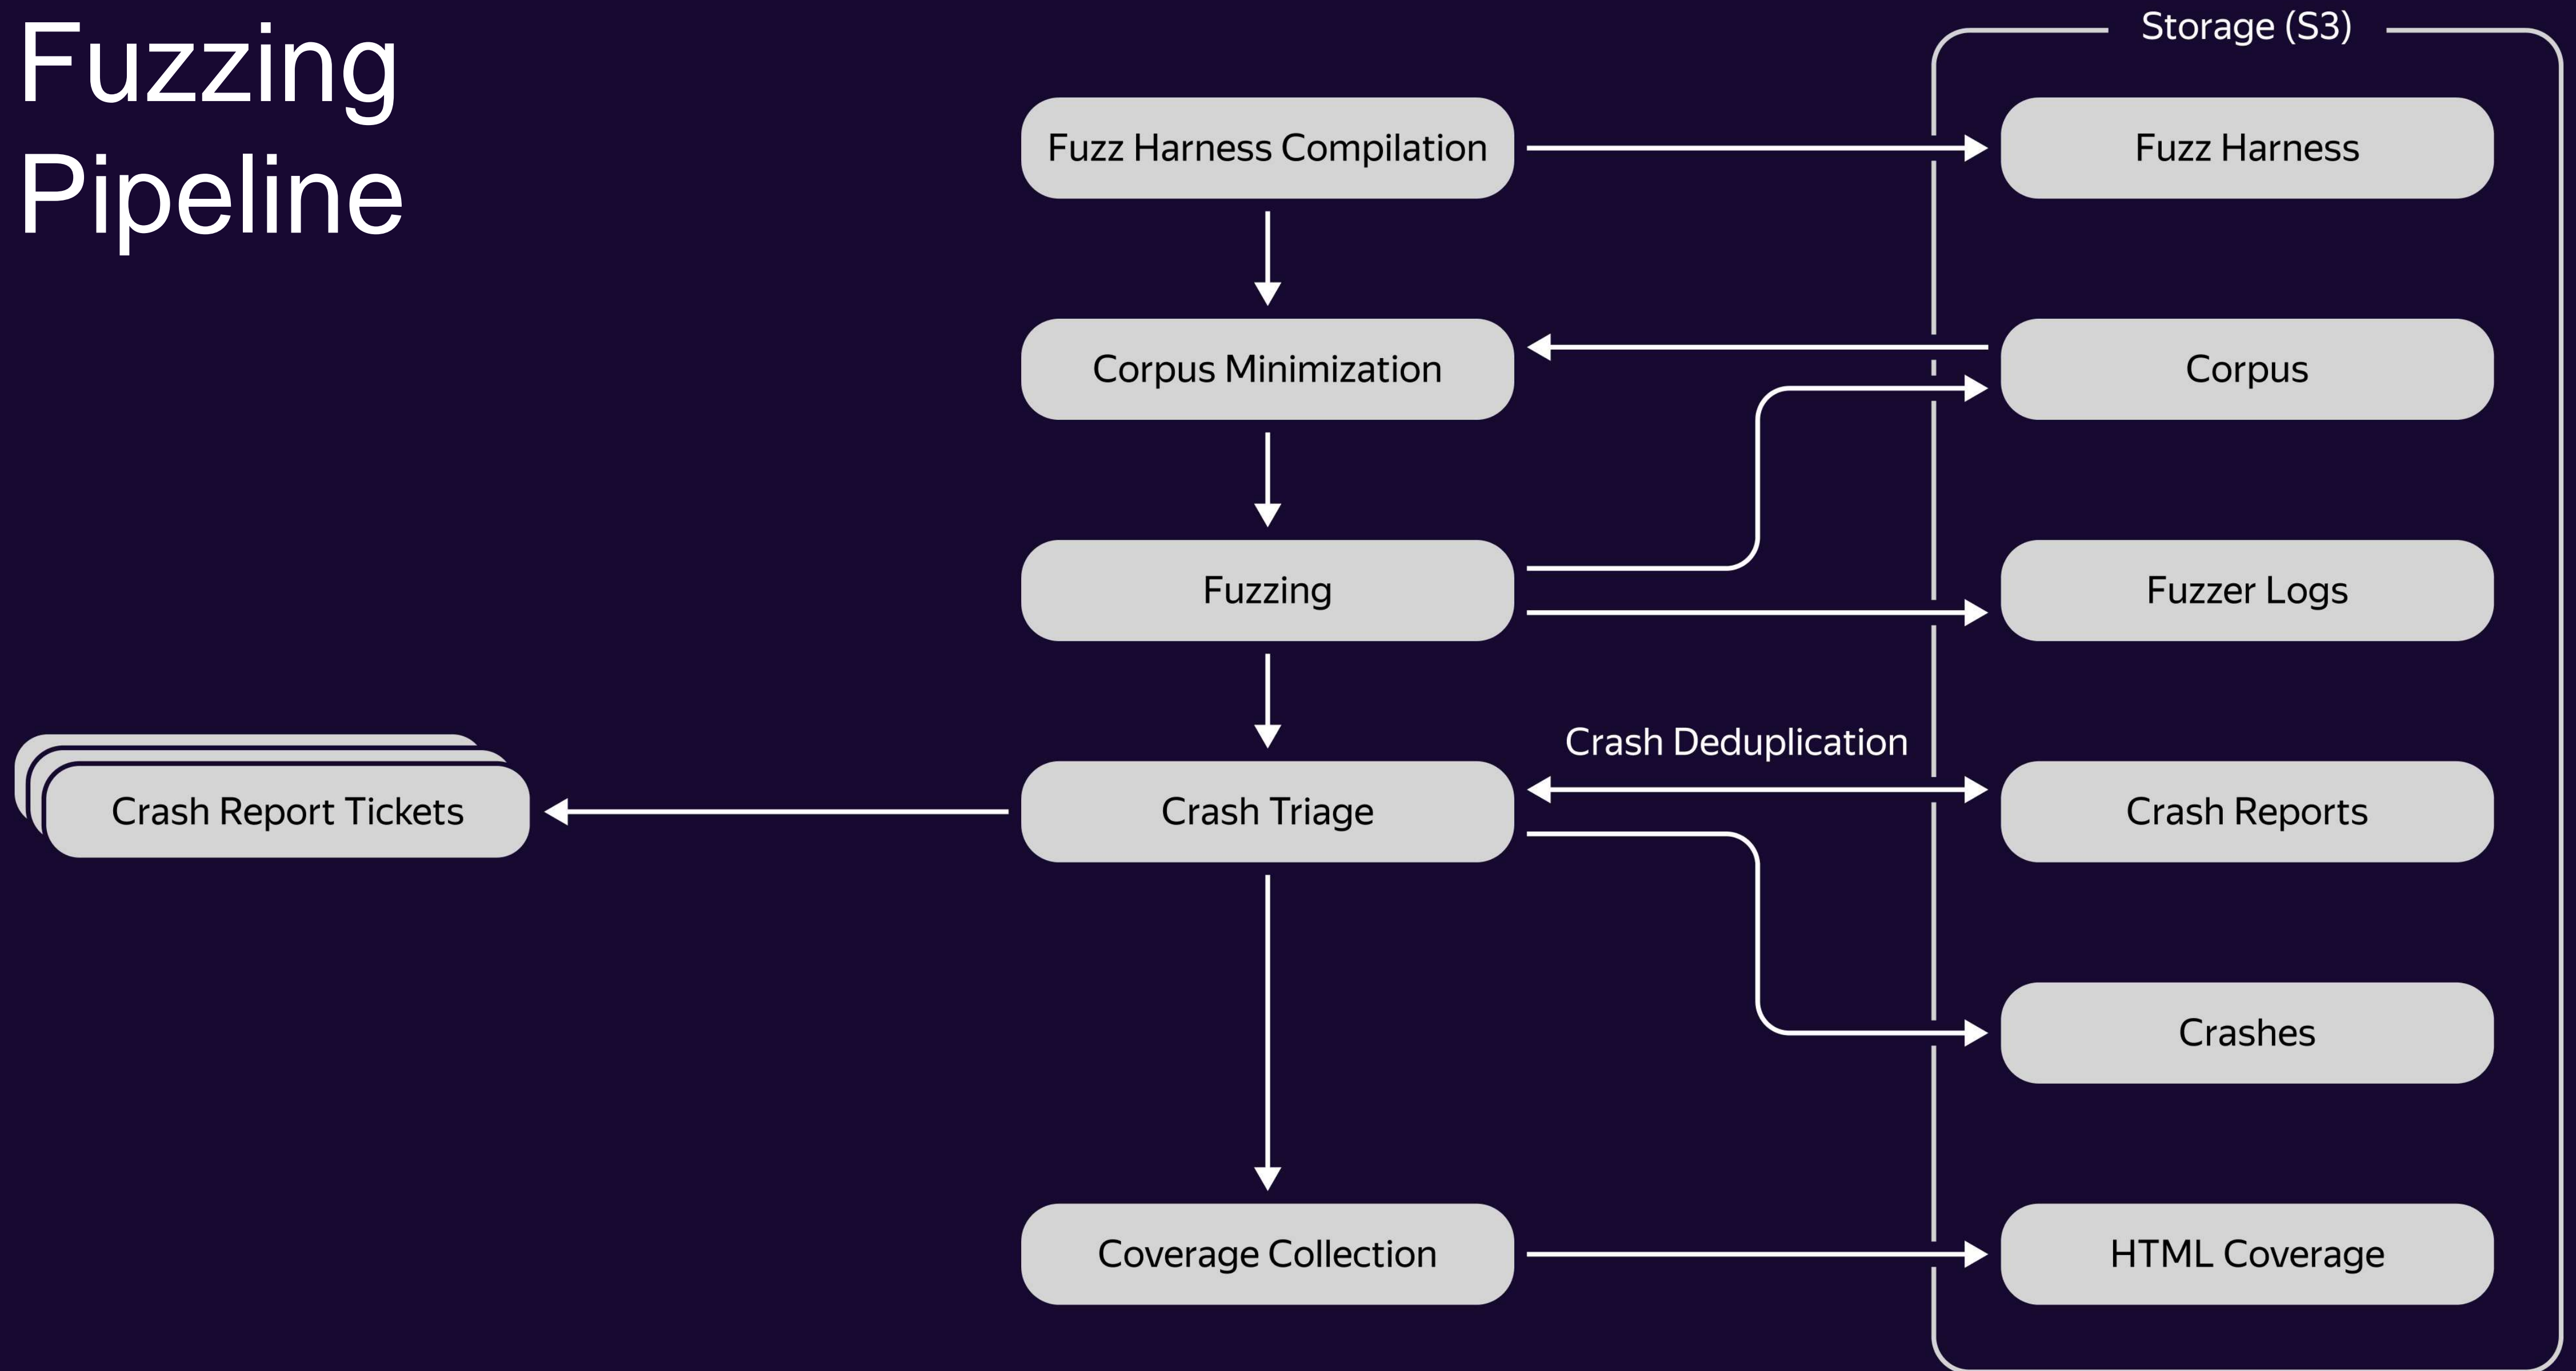 Fuzzing
Pipeline
Storage (S3)
Fuzz Harness Compilation
Fuzz Harness
Corpus Minimization
Corpus
Fuzzing
Fuzzer Logs
Crash Deduplication
Crash Report Tickets
Crash Triage
Crash Reports
Crashes
Coverage Collection
HTML Coverage